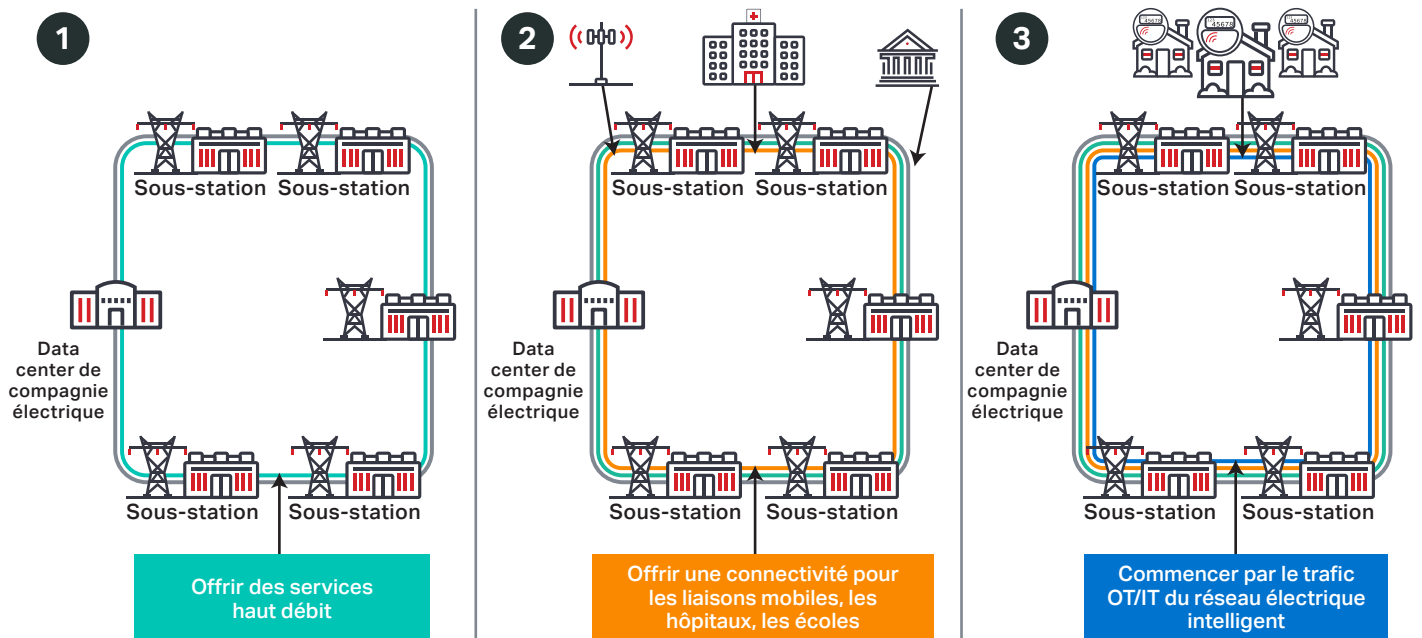 1
Sous-station
Sous-station
Data
center de
compagnie
électrique
Sous-station
Sous-station
Offrir des services
haut débit
2
Sous-station
Sous-station
Data
center de
compagnie
électrique
Sous-station
Sous-station
Offrir une connectivité pour
les liaisons mobiles, les
hôpitaux, les écoles
3
45678
45678
45678
Sous-station
Sous-station
Data
center de
compagnie
électrique
Sous-station
Sous-station
Commencer par le trafic
OT/IT du réseau électrique
intelligent